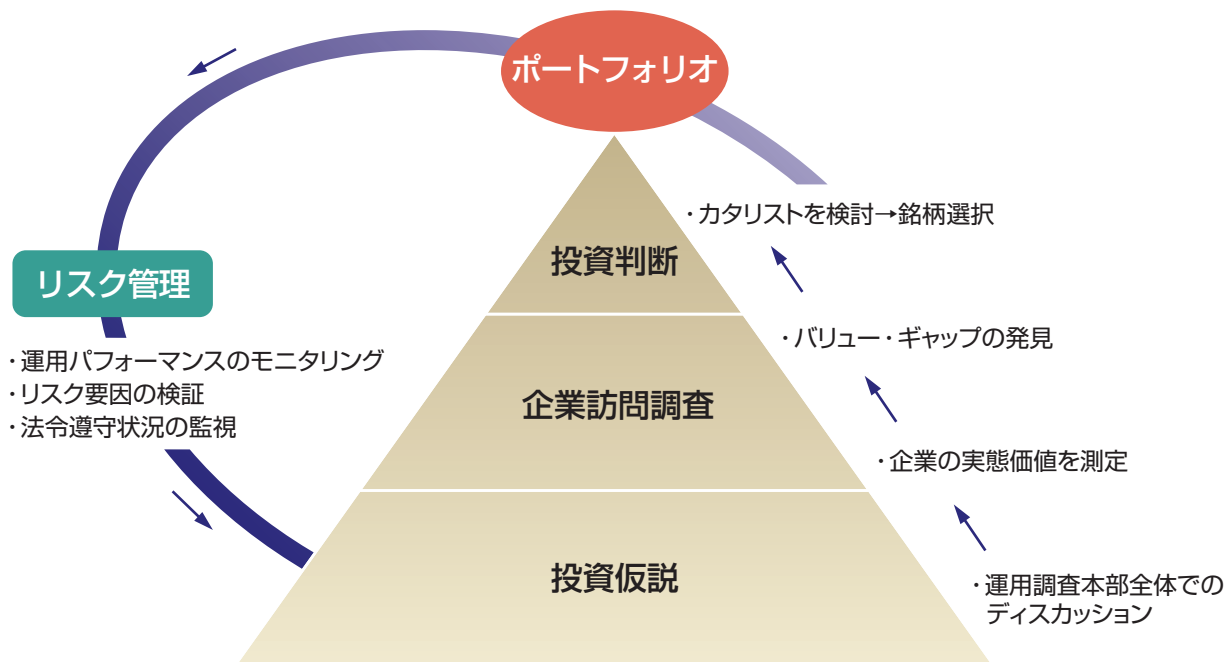 ポートフォリオ
・カタリストを検討→銘柄選択
投資判断
リスク管理
・バリュー・ギャップの発見
・運用パフォーマンスのモニタリング
・リスク要因の検証
・法令遵守状況の監視
企業訪問調査
・企業の実態価値を測定
投資仮説
・運用調査本部全体での
ディスカッション